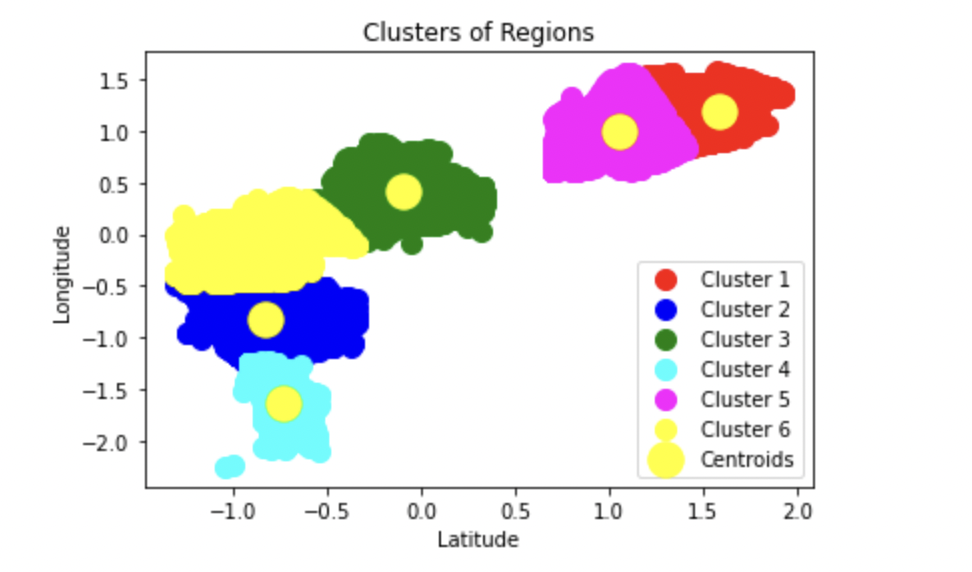 Clusters of Regions
1.5
1.0
0.5
0.0
−0.5
−1.0
−1.5
−2.0
Longitude
Cluster 1
Cluster 2
Cluster 3
Cluster 4
Cluster 5
Cluster 6
Centroids
−1.0 −0.5 0.0 0.5 1.0 1.5 2.0
Latitude